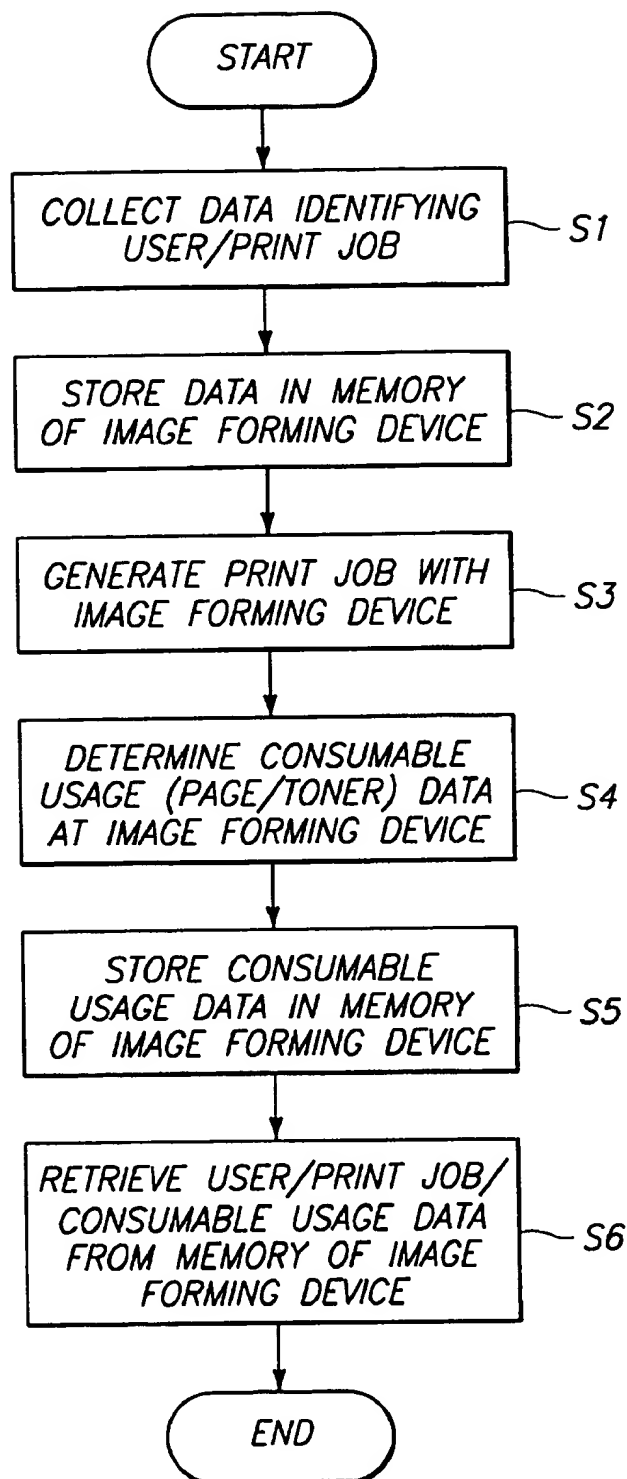 START
COLLECT DATA IDENTIFYING
USER/PRINT JOB
S1
STORE DATA IN MEMORY
OF IMAGE FORMING DEVICE
S2
GENERATE PRINT JOB WITH
IMAGE FORMING DEVICE
S3
DETERMINE CONSUMABLE
USAGE (PAGE/TONER) DATA
AT IMAGE FORMING DEVICE
S4
STORE CONSUMABLE
USAGE DATA IN MEMORY
OF IMAGE FORMING DEVICE
S5
RETRIEVE USER/PRINT JOB/
CONSUMABLE USAGE DATA
FROM MEMORY OF IMAGE
FORMING DEVICE
S6
END